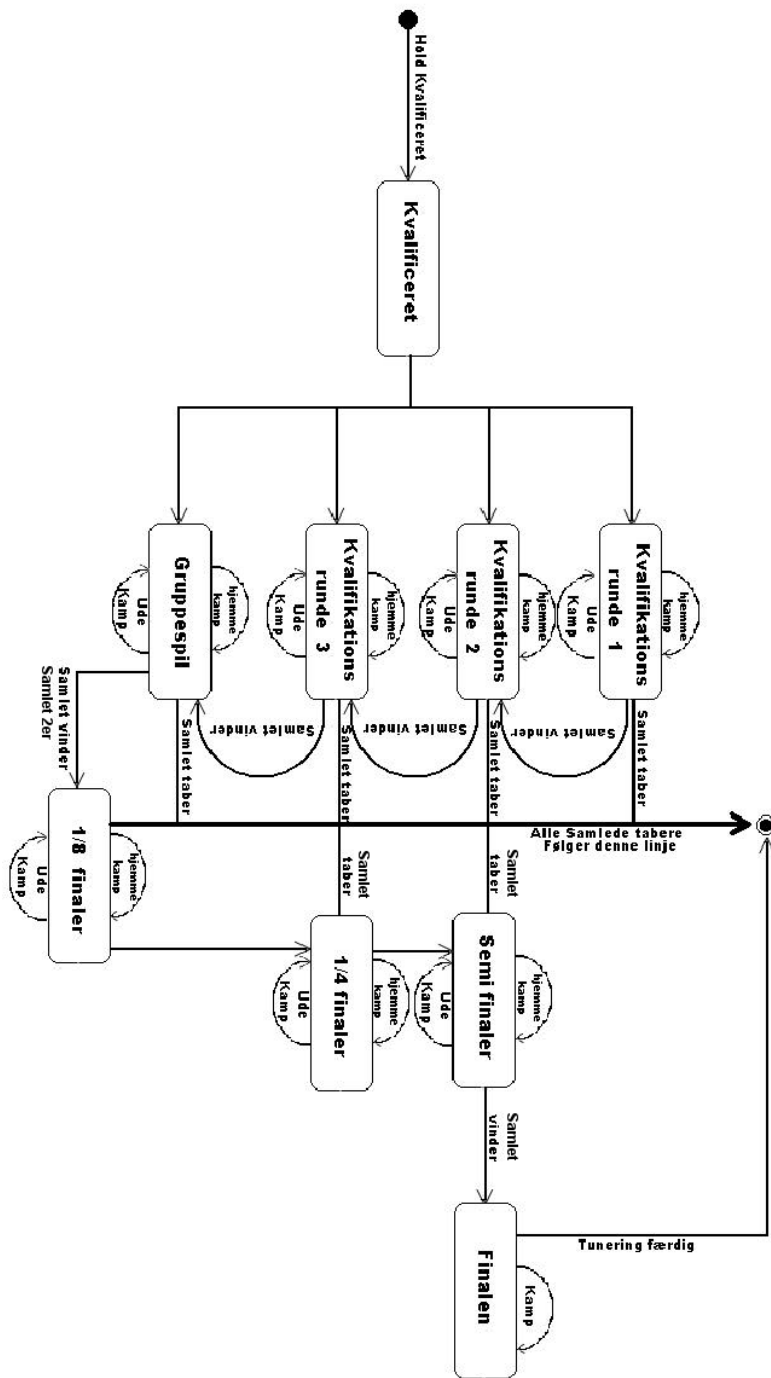 Hold Kvalificeret
Kvalificeret
Kvalifikations
runde 1
hjemme
kamp
Ude
Kamp
Kvalifikations
runde 2
hjemme
kamp
Ude
Kamp
Kvalifikations
runde 3
hjemme
kamp
Ude
Kamp
Gruppespil
hjemme
kamp
Ude
Kamp
Samlet vinder
Samlet vinder
Samlet vinder
Samlet taber
Samlet taber
Samlet taber
Samlet taber
Samlet vinder
Samlet 2er
Alle Samlede tabere
Følger denne linje
1/8 finaler
hjemme
kamp
Ude
Kamp
Samlet
taber
1/4 finaler
hjemme
kamp
Ude
Kamp
Samlet
taber
Semi finaler
hjemme
kamp
Ude
Kamp
Samlet
vinder
Finalen
Kamp
Tunering færdig